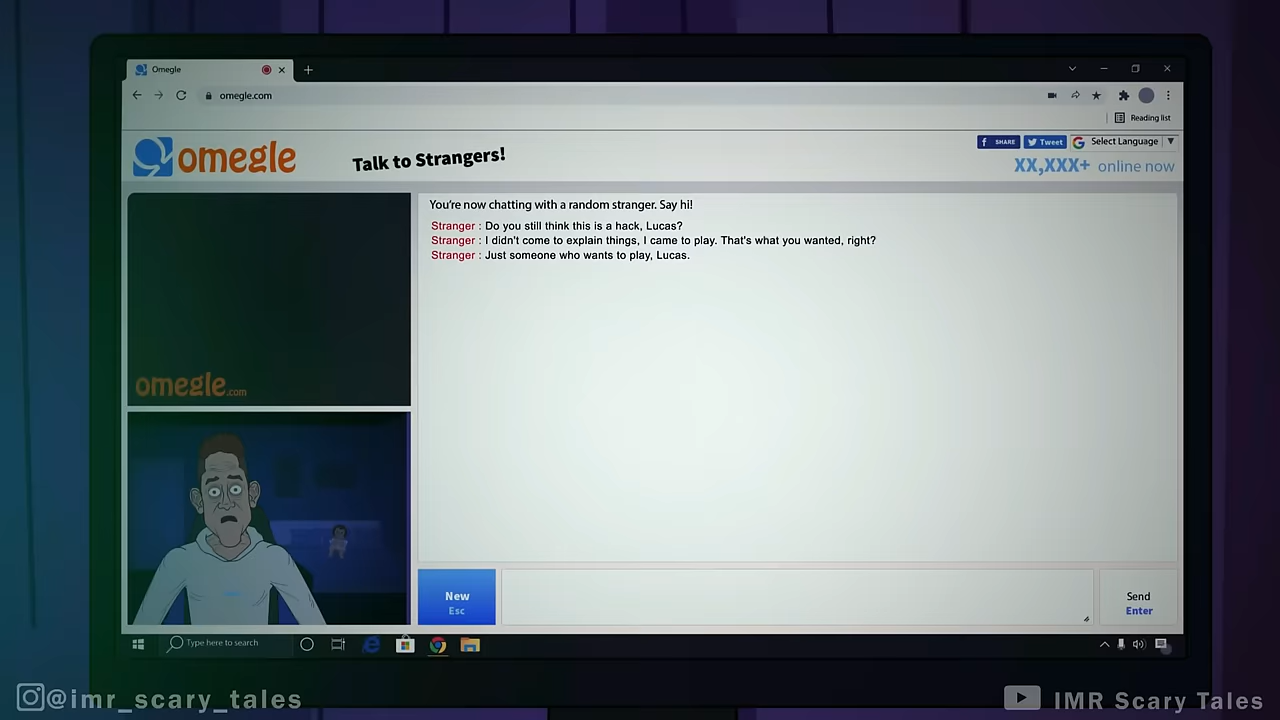 Omegle
omegle.com
Reading list
omegle
Talk to Strangers!
f SHARE
Tweet
Select Language
XX,XXX+ online now
You're now chatting with a random stranger. Say hi!
Stranger : Do you still think this is a hack, Lucas?
Stranger : I didn't come to explain things, I came to play. That's what you wanted, right?
Stranger : Just someone who wants to play, Lucas.
omegle.com
New
Esc
Send
Enter
Type here to search
@imr_scary_tales
IMR Scary Tales